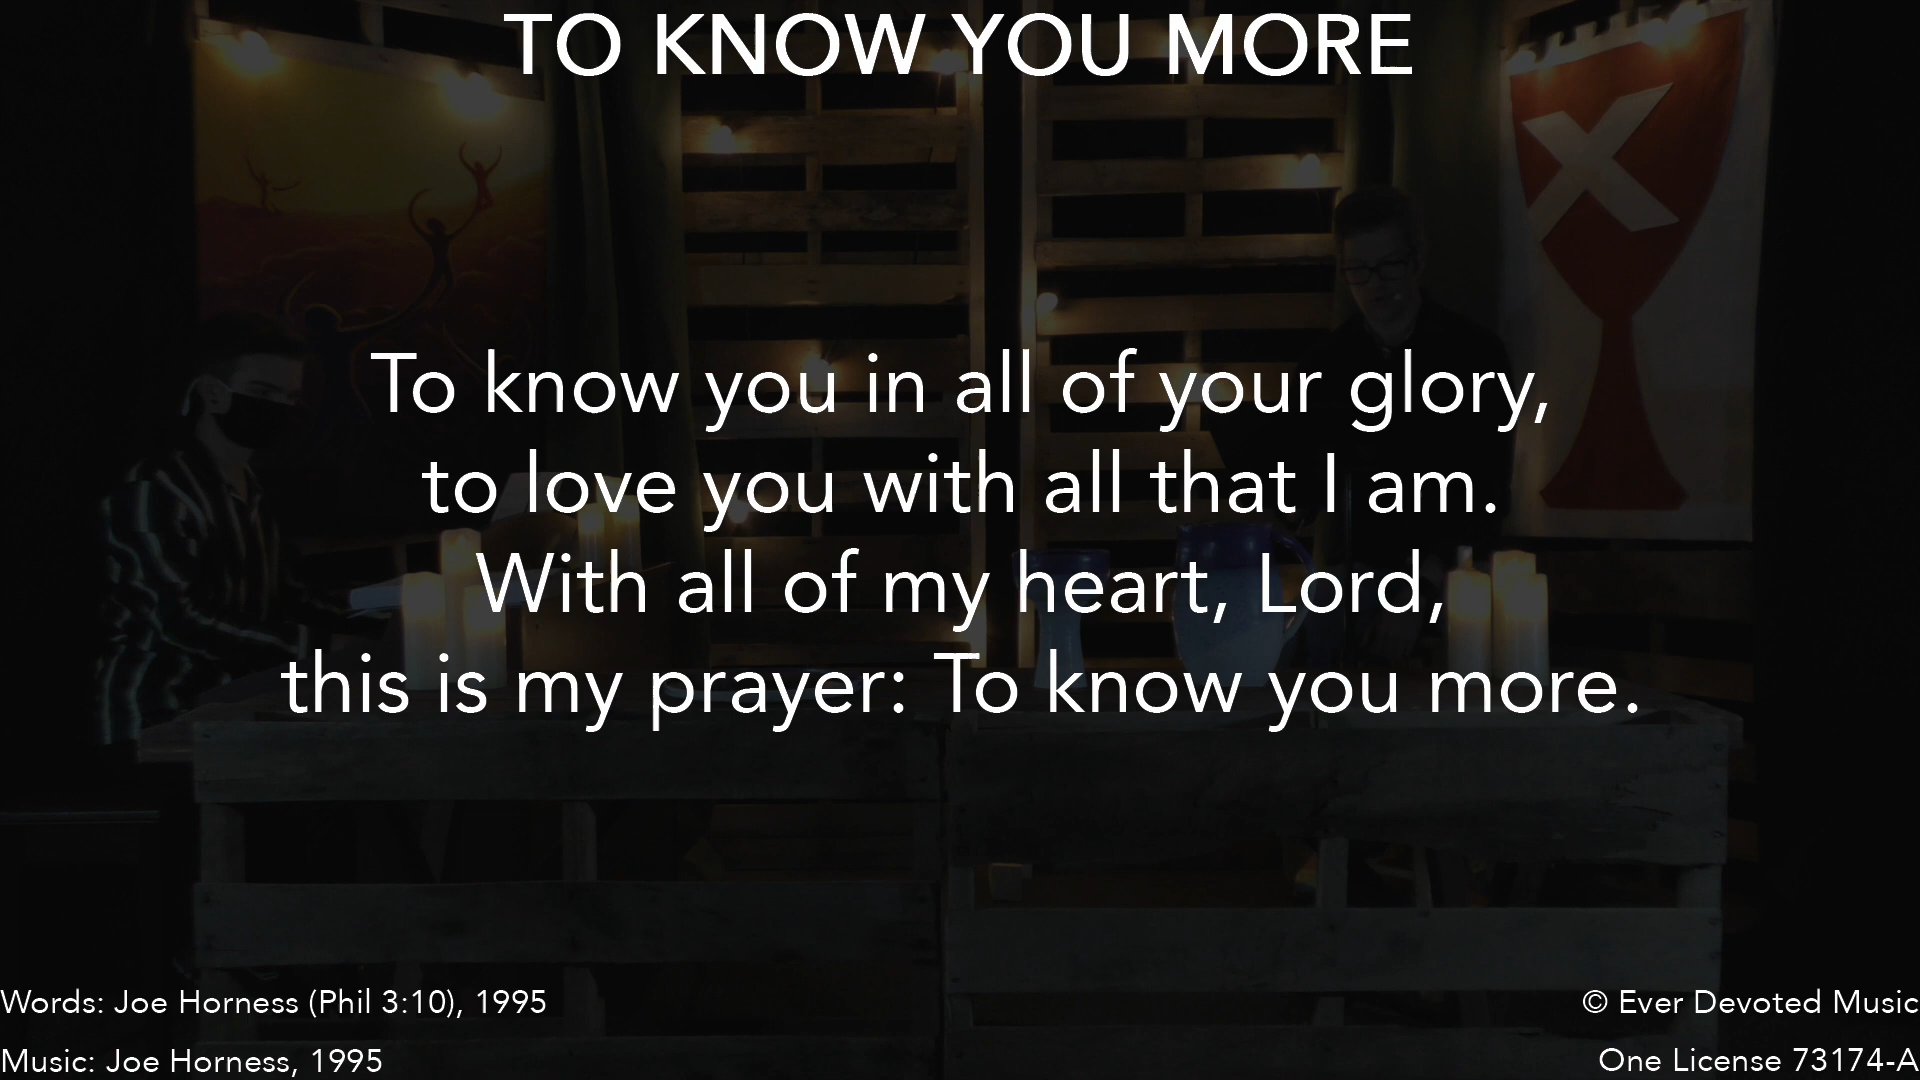 TO KNOW YOU MORE
To know you in all of your glory,
to love you with all that I am.
With all of my heart, Lord,
this is my prayer: To know you more.
Words: Joe Horness (Phil 3:10), 1995
Music: Joe Horness, 1995
© Ever Devoted Music
One License 73174-A